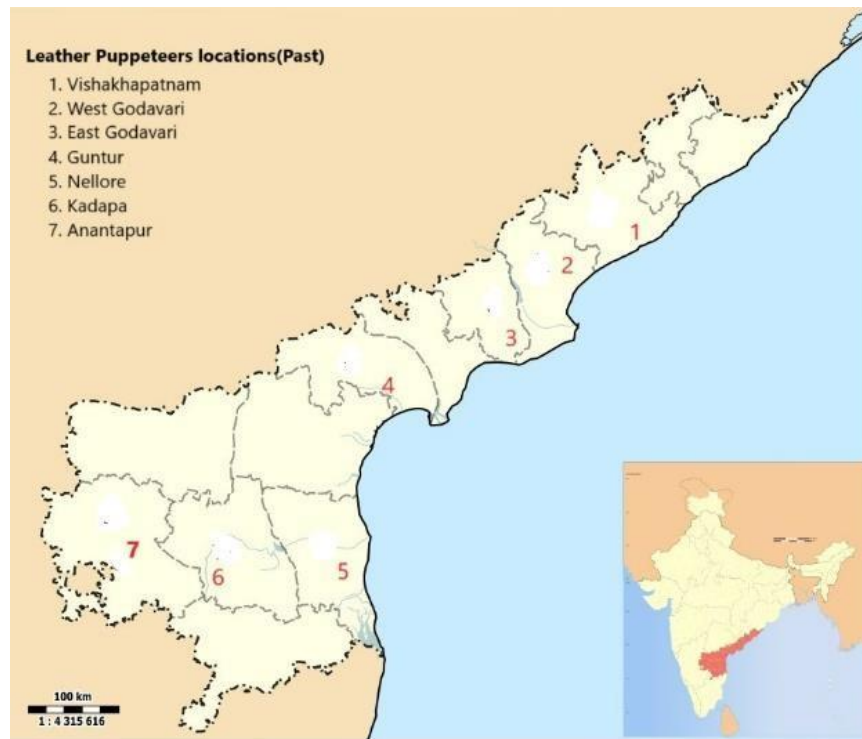 Leather Puppeteers locations(Past)
1. Vishakhapatnam
2. West Godavari
3. East Godavari
4. Guntur
5. Nellore
6. Kadapa
7. Anantapur
1
2
3
4
5
6
7
100 km
1 : 4 315 616